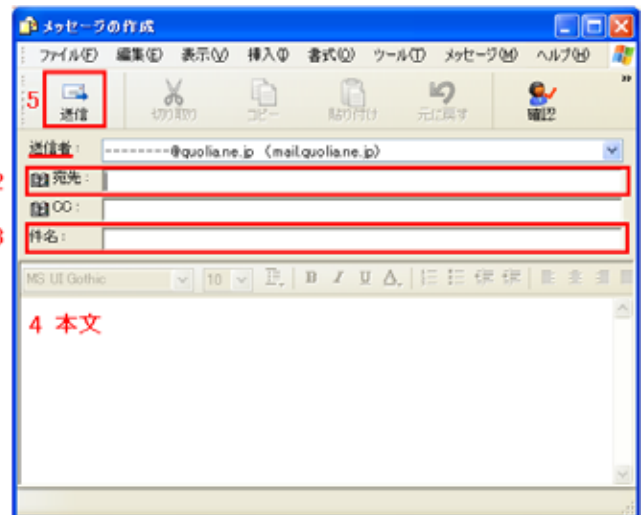 メッセージの作成
ファイル(F) 編集(E) 表示(V) 挿入(I) 書式(O) ツール(T) メッセージ(M) ヘルプ(H)
5 送信 切り取り コピー 貼り付け 元に戻す 確認 »
送信者: --------@quolia.ne.jp (mail.quolia.ne.jp)
2 宛先:
CC:
3 件名:
MS UI Gothic 10 B I U A
4 本文